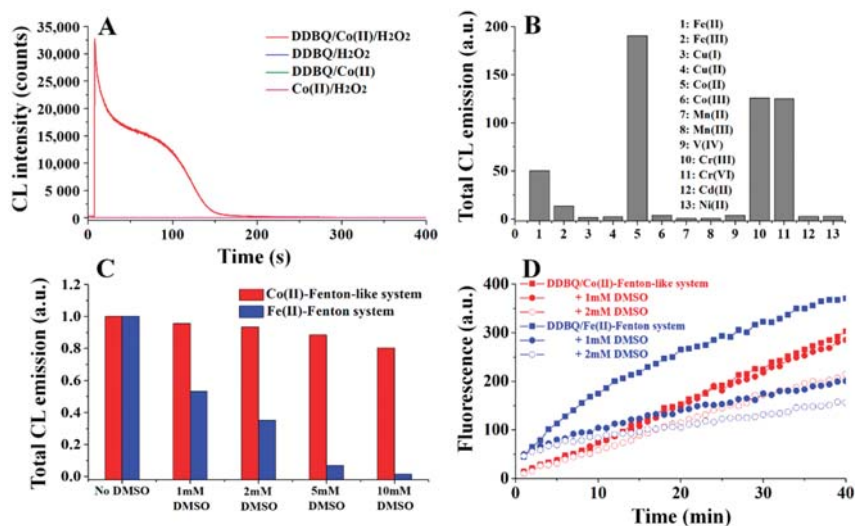 A
CL intensity (counts)
35,000
30,000
25,000
20,000
15,000
10,000
5 000
0
DDBQ/Co(II)/H2O2
DDBQ/H2O2
DDBQ/Co(II)
Co(II)/H2O2
0 100 200 300 400
Time (s)
B
Total CL emission (a.u.)
200
150
100
50
0
1: Fe(II)
2: Fe(III)
3: Cu(I)
4: Cu(II)
5: Co(II)
6: Co(III)
7: Mn(II)
8: Mn(III)
9: V(IV)
10: Cr(III)
11: Cr(VI)
12: Cd(II)
13: Ni(II)
0 1 2 3 4 5 6 7 8 9 10 11 12 13
C
Total CL emission (a.u.)
1.2
1.0
0.8
0.6
0.4
0.2
0.0
Co(II)-Fenton-like system
Fe(II)-Fenton system
No DMSO 1mM 2mM 5mM 10mM
DMSO DMSO DMSO DMSO
D
Fluorescence (a.u.)
400
300
200
100
0
DDBQ/Co(II)-Fenton-like system
+ 1mM DMSO
+ 2mM DMSO
DDBQ/Fe(II)-Fenton system
+ 1mM DMSO
+ 2mM DMSO
0 10 20 30 40
Time (min)